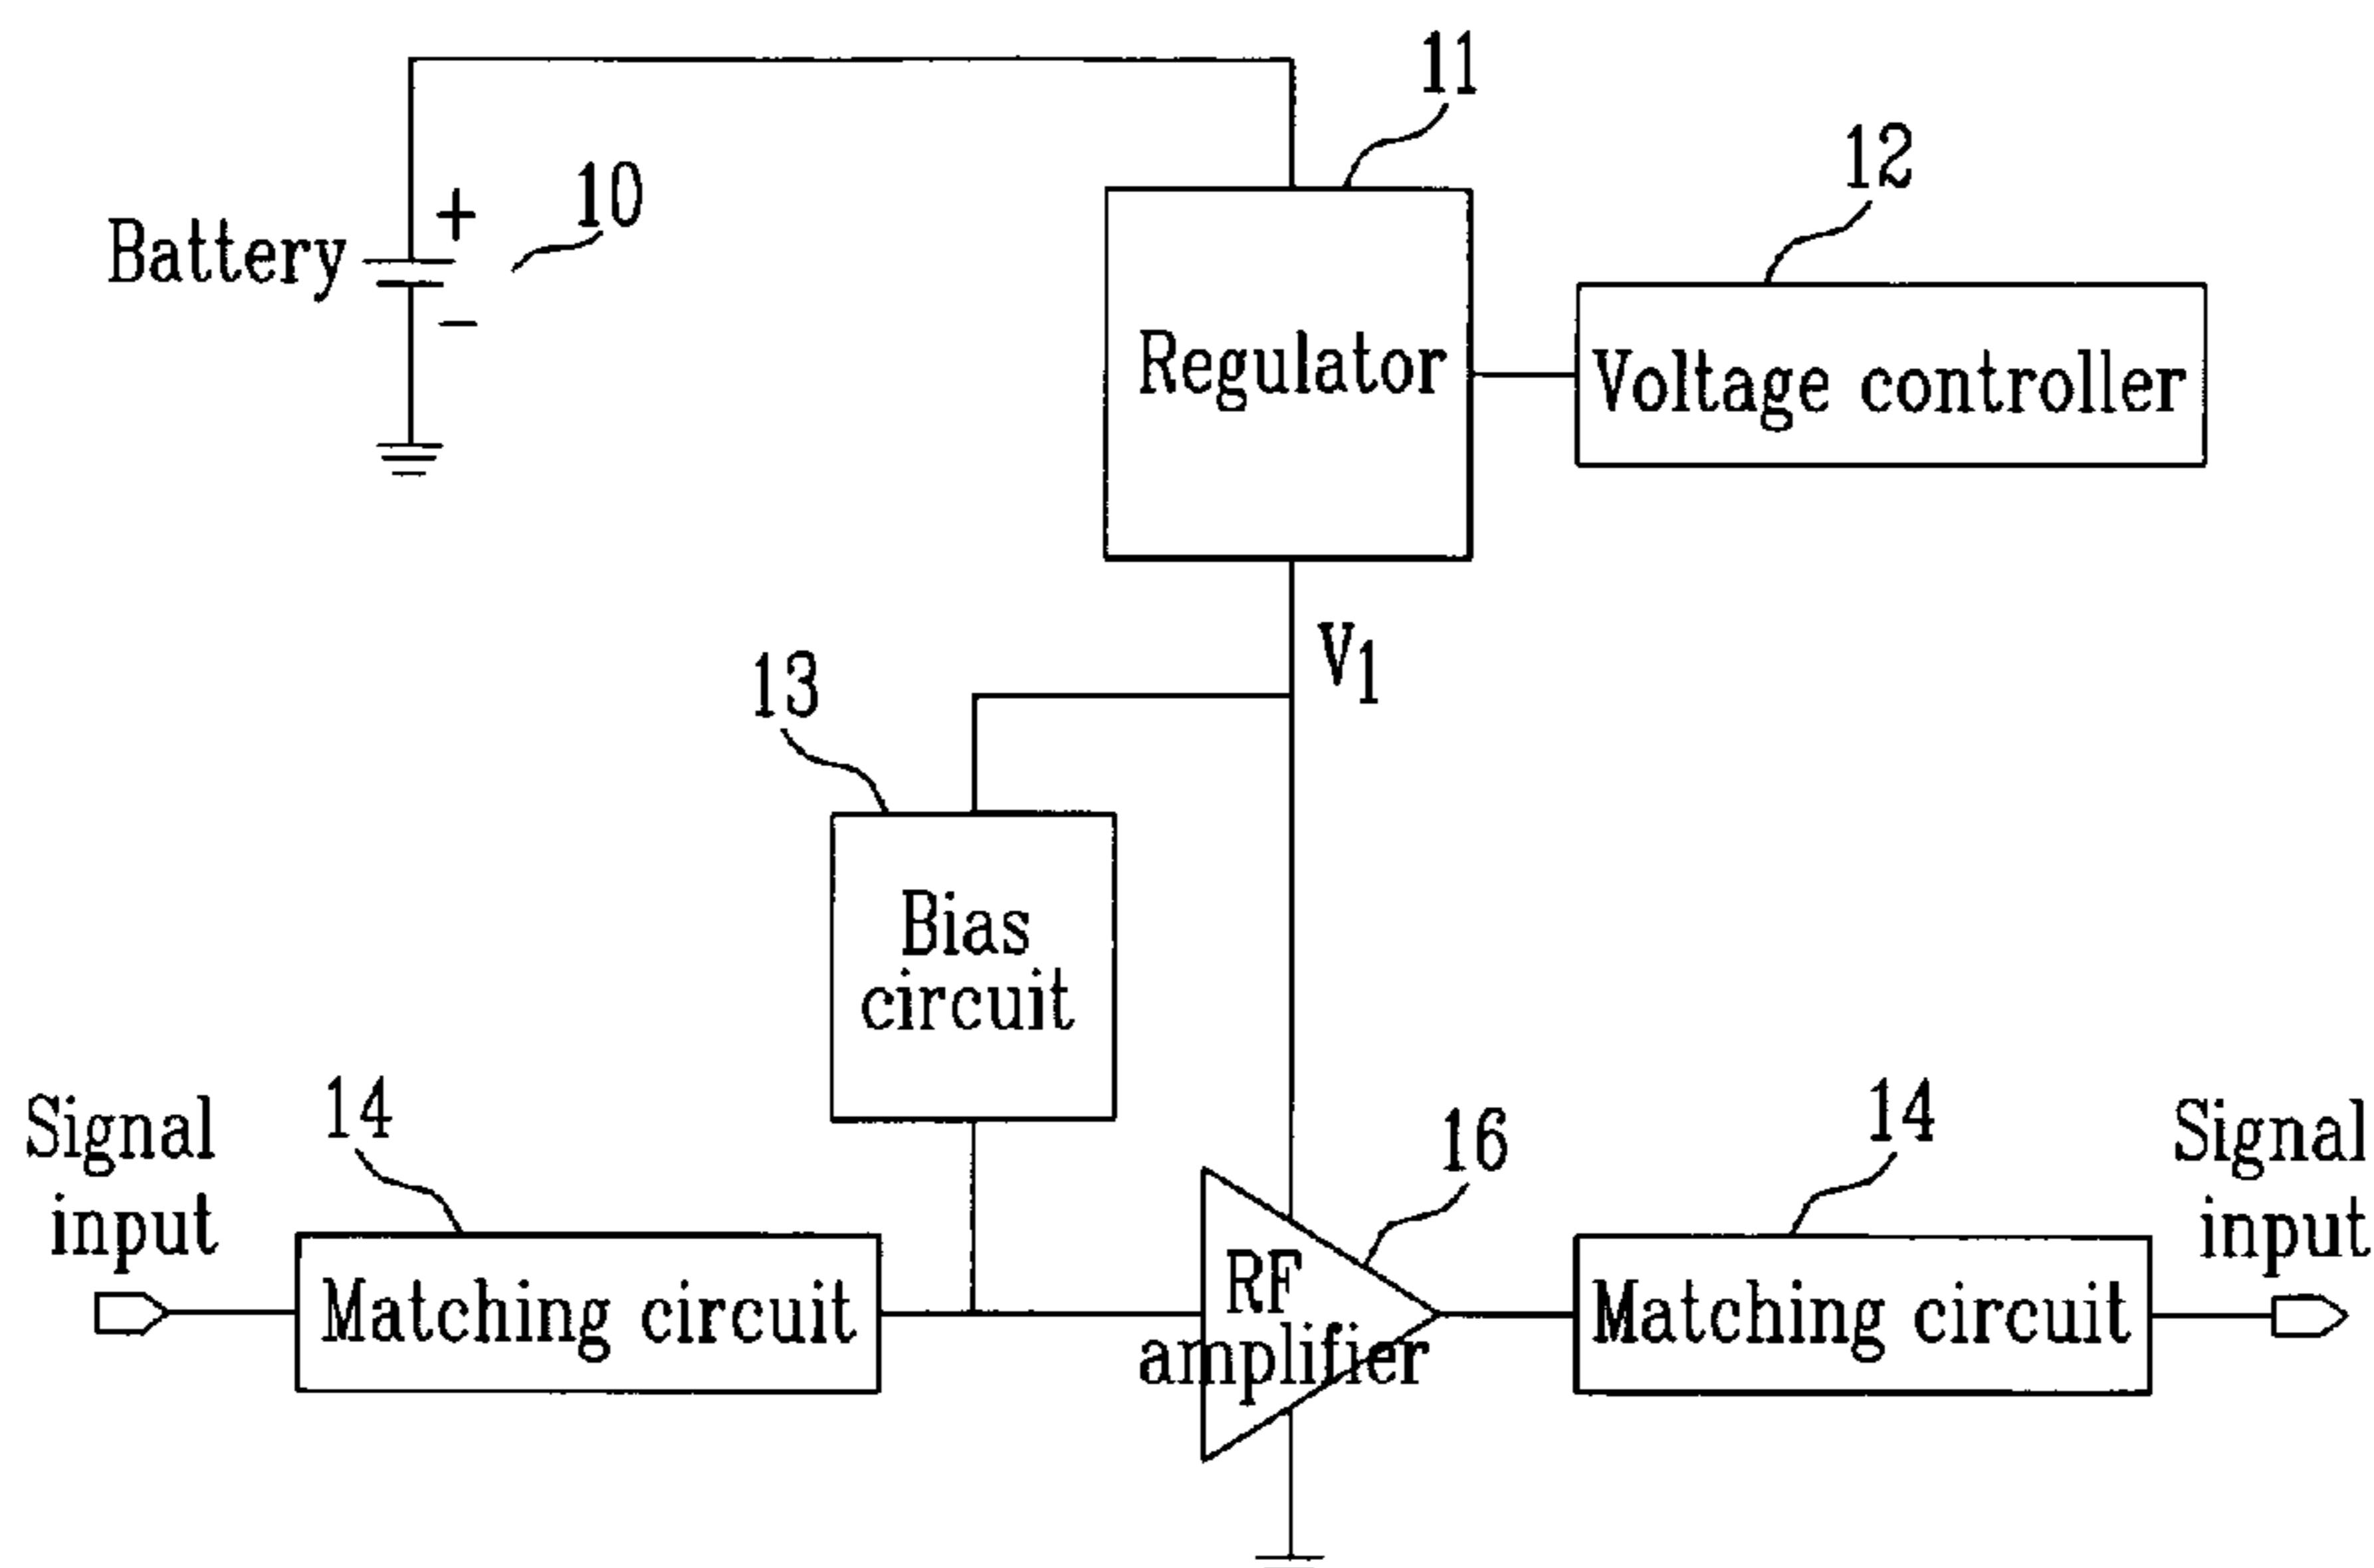 11
12
10
Battery
+
−
Regulator
Voltage controller
V1
13
Bias
circuit
Signal
input
14
16
14
Signal
input
Matching circuit
RF
amplifier
Matching circuit